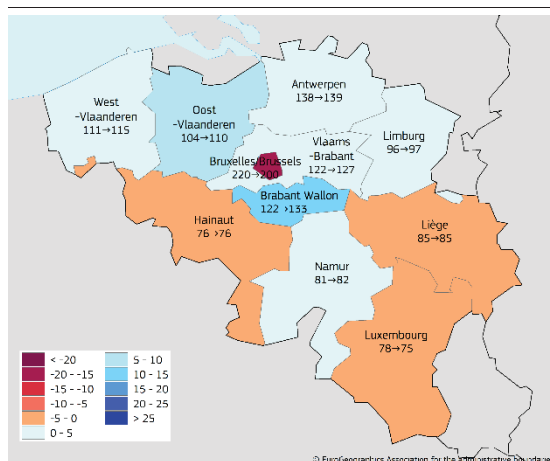 Antwerpen
138→139
West
-Vlaanderen
111→115
Oost
-Vlaanderen
104→110
Limburg
96→97
Vlaams
-Brabant
122→127
Bruxelles/Brussels
220→200
Brabant Wallon
122 →133
Hainaut
76 →76
Liège
85→85
Namur
81→82
Luxembourg
78→75
< -20
-20 - -15
-15 - -10
-10 - -5
-5 - 0
0 - 5
5 - 10
10 - 15
15 - 20
20 - 25
> 25
© EuroGeographics Association for the administrative boundaries